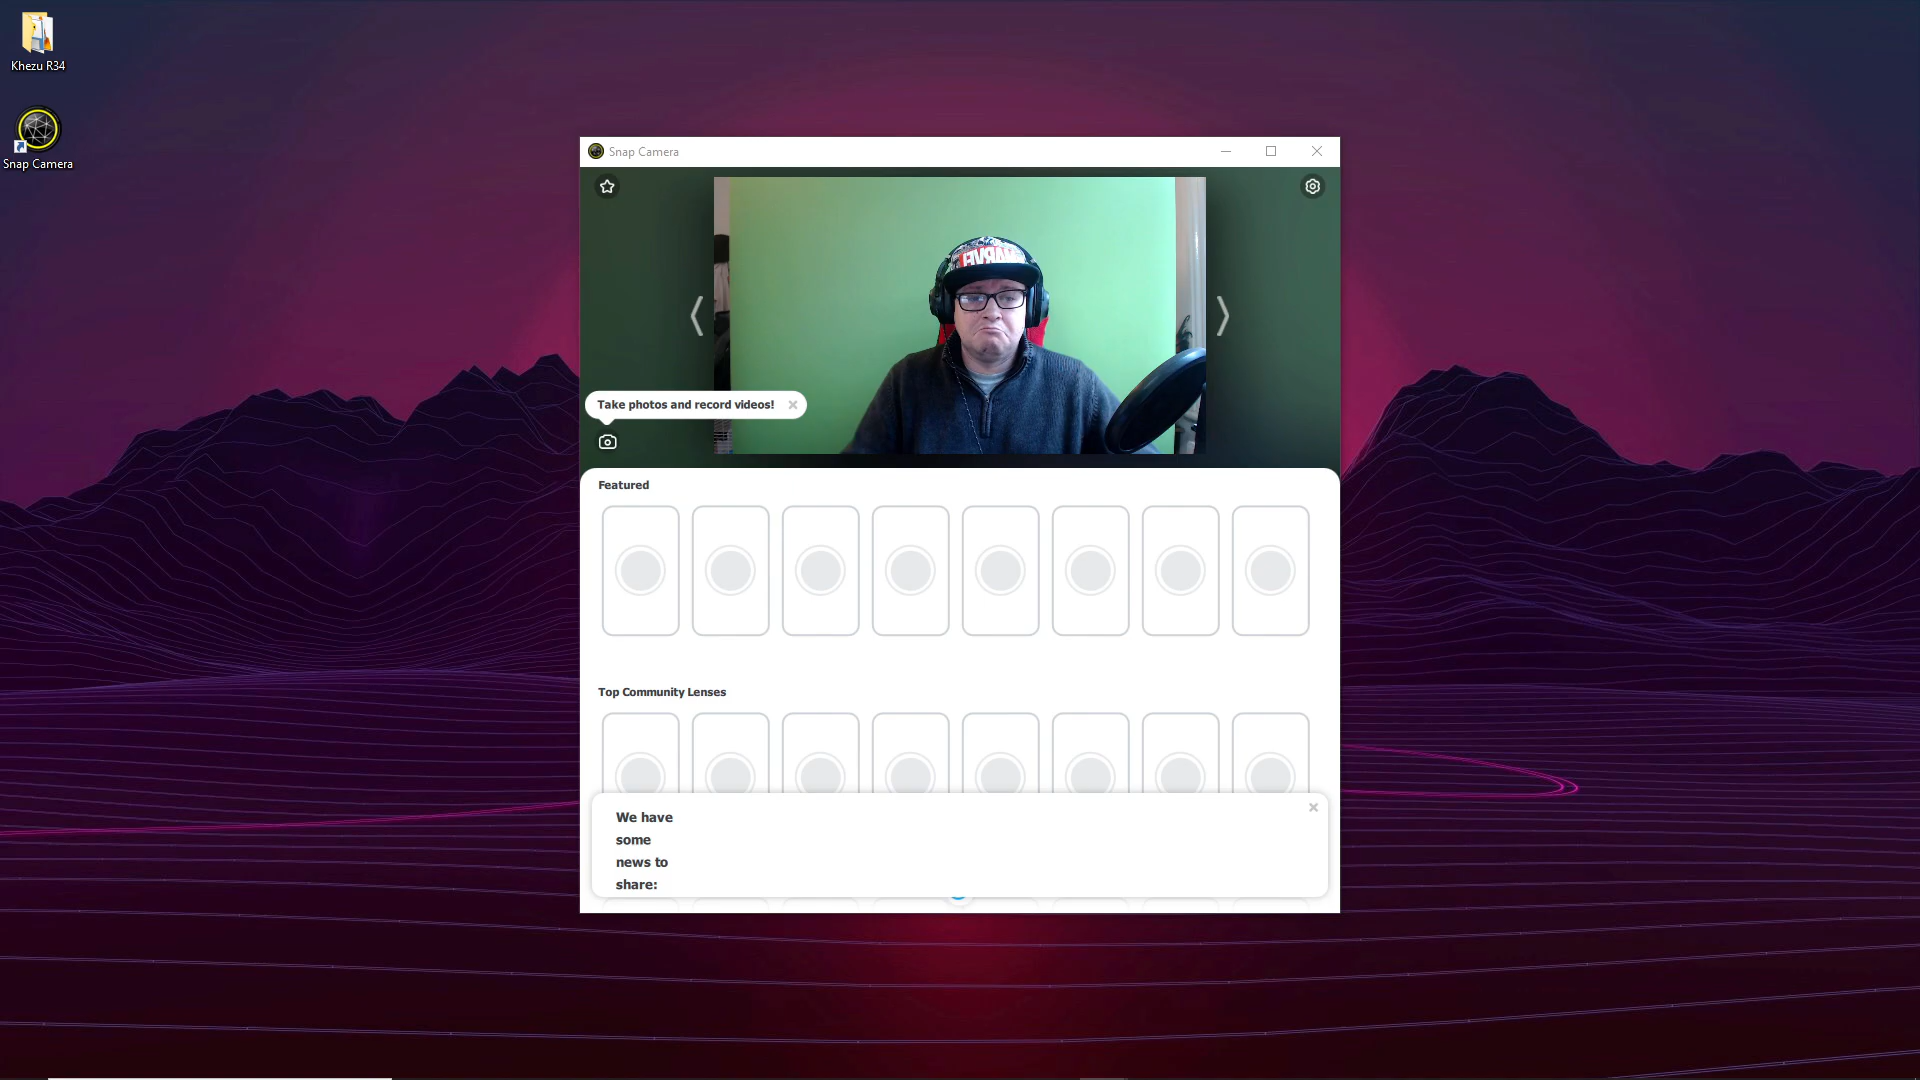 Khezu R34
Snap Camera
Snap Camera
MARVEL
Take photos and record videos!
Featured
Top Community Lenses
We have
some
news to
share: